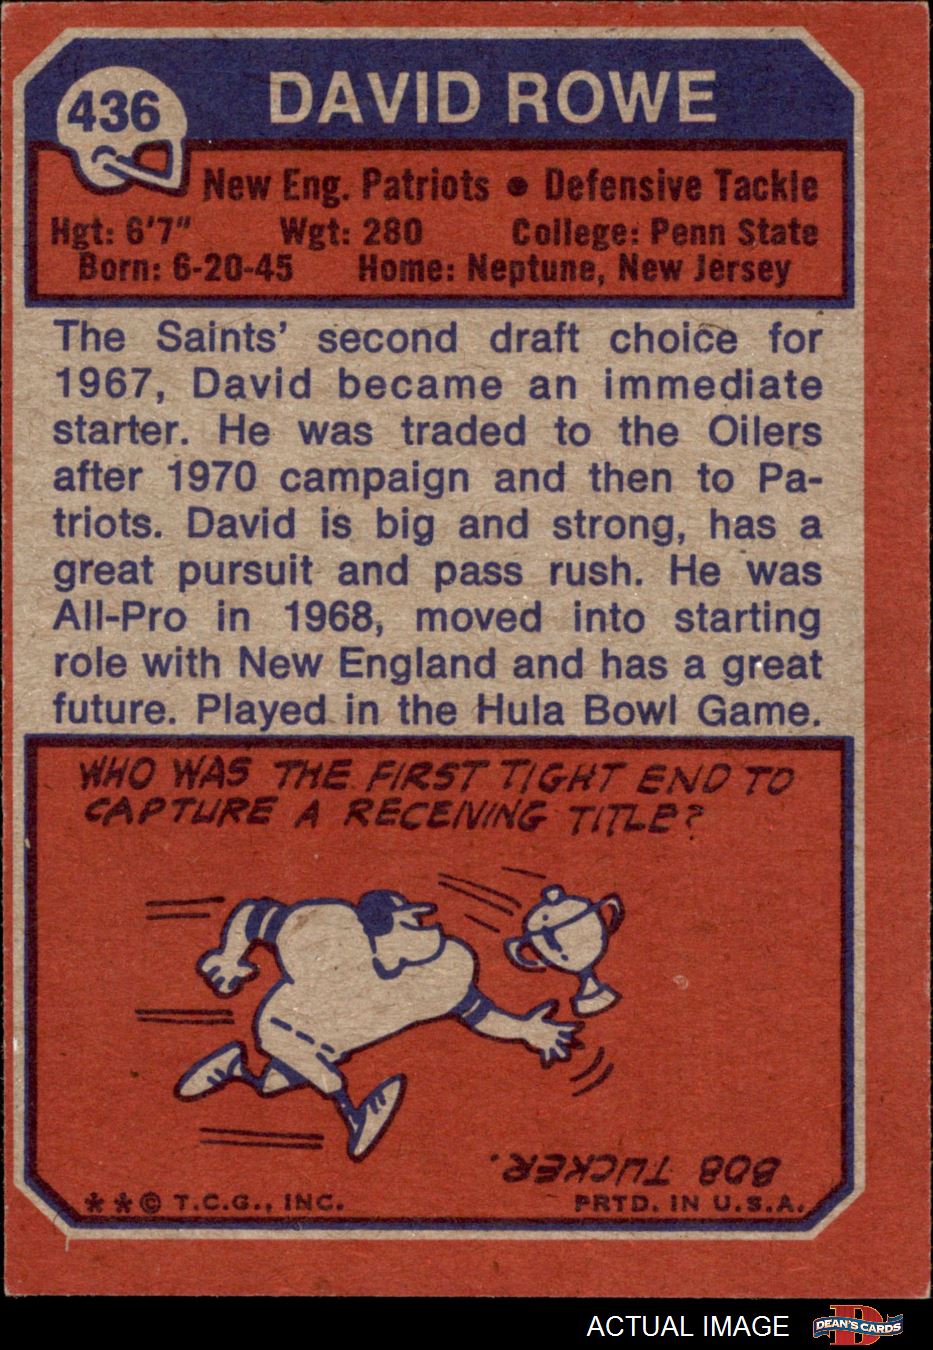 436
DAVID ROWE
New Eng. Patriots • Defensive Tackle
Hgt: 6'7" Wgt: 280 College: Penn State
Born: 6-20-45 Home: Neptune, New Jersey
The Saints' second draft choice for
1967, David became an immediate
starter. He was traded to the Oilers
after 1970 campaign and then to Pa-
triots. David is big and strong, has a
great pursuit and pass rush. He was
All-Pro in 1968, moved into starting
role with New England and has a great
future. Played in the Hula Bowl Game.
WHO WAS THE FIRST TIGHT END TO
CAPTURE A RECEIVING TITLE?
BOB TUCKER.
* * © T.C.G., INC. PRTD. IN U.S.A.
ACTUAL IMAGE
DEAN'S CARDS